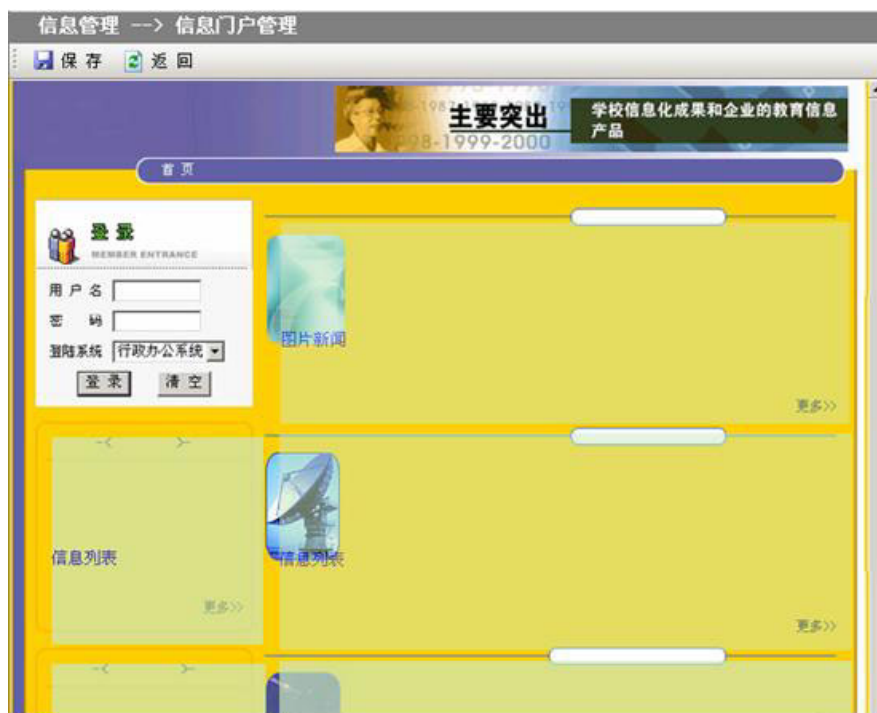 信息管理 --> 信息门户管理
保 存 返 回
主要突出
学校信息化成果和企业的教育信息
产品
98-1999-2000
首 页
登 录
MEMBER ENTRANCE
用 户 名
密 码
登陆系统 行政办公系统
登 录 清 空
图片新闻
更多>>
-< >-
信息列表
更多>>
信息列表
更多>>
-< >-